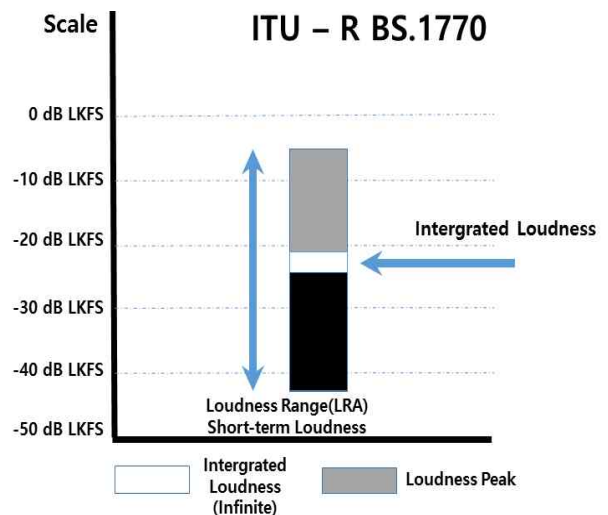 Scale
ITU – R BS.1770
0 dB LKFS
-10 dB LKFS
-20 dB LKFS
Intergrated Loudness
-30 dB LKFS
-40 dB LKFS
-50 dB LKFS
Loudness Range(LRA)
Short-term Loudness
Intergrated
Loudness
(Infinite)
Loudness Peak